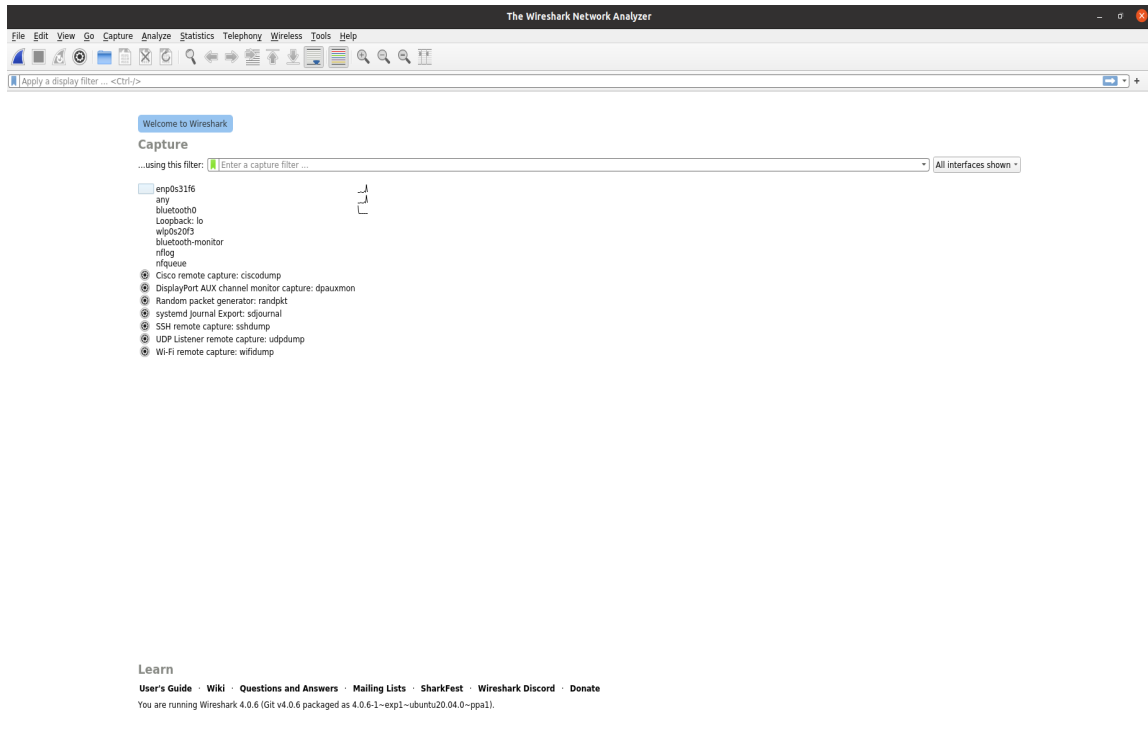 The Wireshark Network Analyzer
File Edit View Go Capture Analyze Statistics Telephony Wireless Tools Help
Apply a display filter ... <Ctrl-/>
Welcome to Wireshark
Capture
...using this filter: Enter a capture filter ... All interfaces shown
enp0s31f6
any
bluetooth0
Loopback: lo
wlp0s20f3
bluetooth-monitor
nflog
nfqueue
Cisco remote capture: ciscodump
DisplayPort AUX channel monitor capture: dpauxmon
Random packet generator: randpkt
systemd Journal Export: sdjournal
SSH remote capture: sshdump
UDP Listener remote capture: udpdump
Wi-Fi remote capture: wifidump
Learn
User's Guide · Wiki · Questions and Answers · Mailing Lists · SharkFest · Wireshark Discord · Donate
You are running Wireshark 4.0.6 (Git v4.0.6 packaged as 4.0.6-1~exp1~ubuntu20.04.0~ppa1).